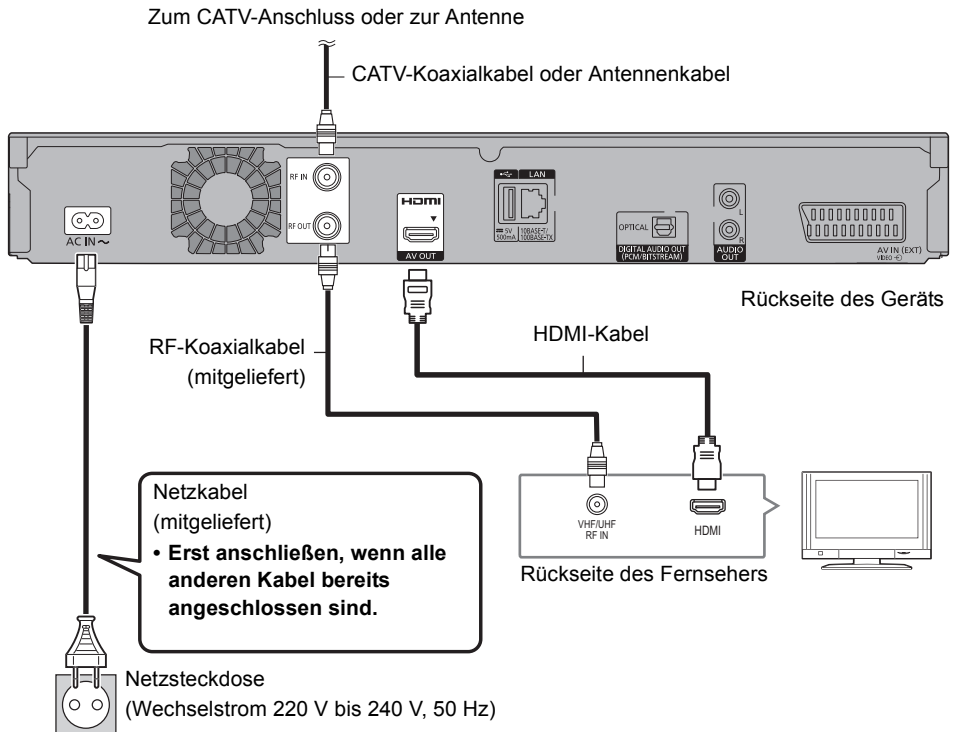 Zum CATV-Anschluss oder zur Antenne
CATV-Koaxialkabel oder Antennenkabel
RF IN
RF OUT
AC IN ~
HDMI
AV OUT
LAN
5V
500mA
10BASE-T/
100BASE-TX
OPTICAL
DIGITAL AUDIO OUT
(PCM/BITSTREAM)
L
R
AUDIO
OUT
AV IN (EXT)
VIDEO
Rückseite des Geräts
RF-Koaxialkabel
(mitgeliefert)
HDMI-Kabel
Netzkabel
(mitgeliefert)
• Erst anschließen, wenn alle
anderen Kabel bereits
angeschlossen sind.
VHF/UHF
RF IN
HDMI
Rückseite des Fernsehers
Netzsteckdose
(Wechselstrom 220 V bis 240 V, 50 Hz)